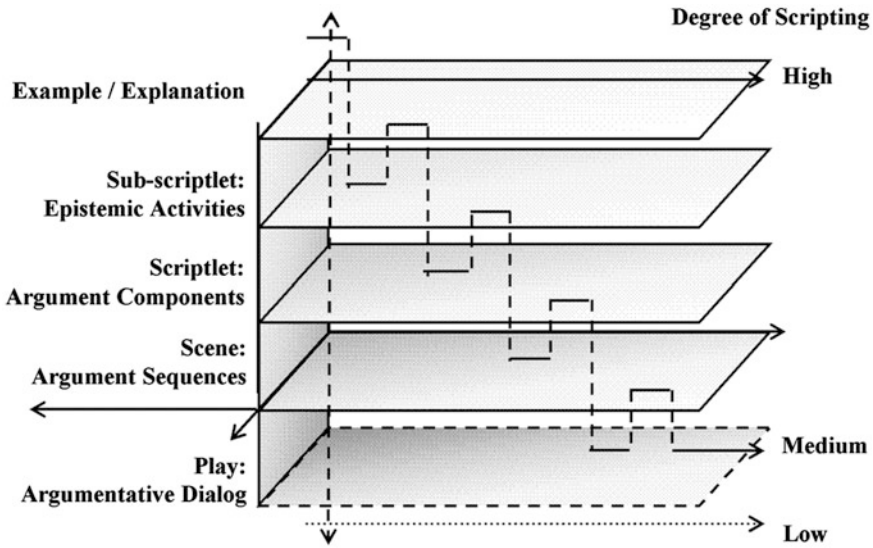 Degree of Scripting
Example / Explanation
High
Sub-scriptlet:
Epistemic Activities
Scriptlet:
Argument Components
Scene:
Argument Sequences
Play:
Argumentative Dialog
Medium
Low